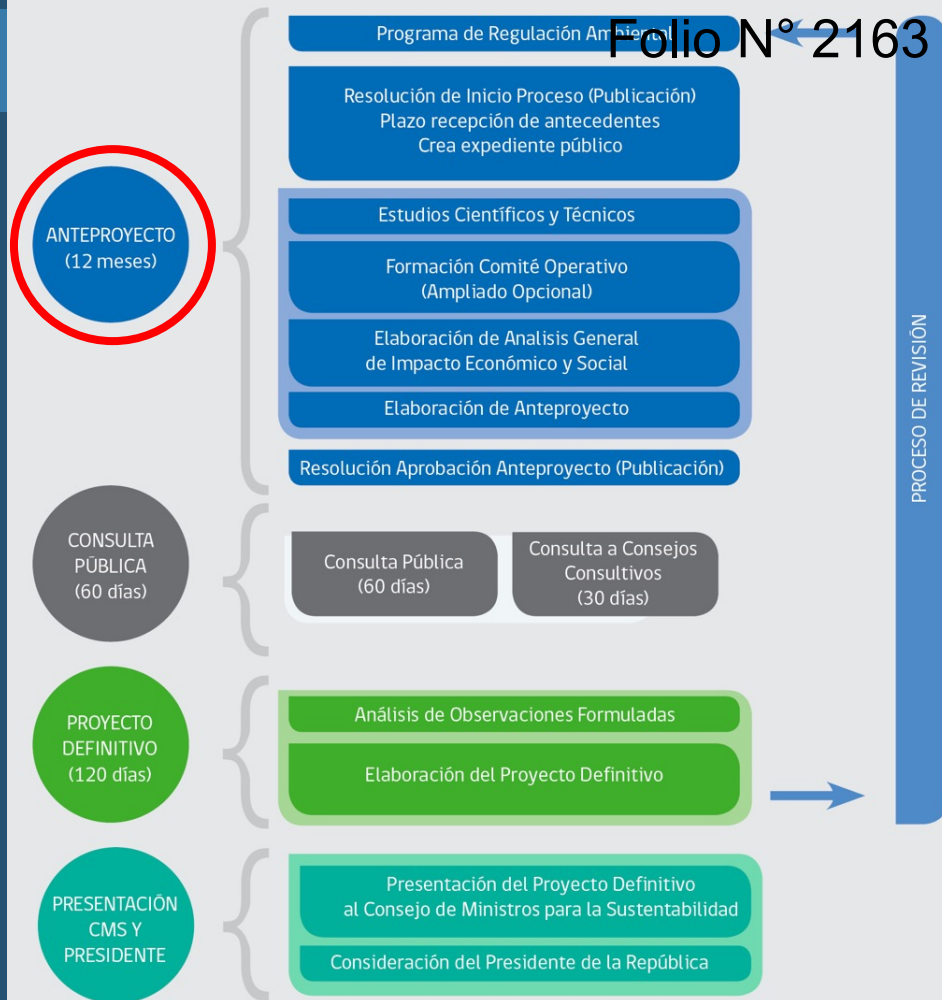 Folio N° 2163
Programa de Regulación Ambiental
Resolución de Inicio Proceso (Publicación)
Plazo recepción de antecedentes
Crea expediente público
ANTEPROYECTO
(12 meses)
Estudios Científicos y Técnicos
Formación Comité Operativo
(Ampliado Opcional)
Elaboración de Analisis General
de Impacto Económico y Social
Elaboración de Anteproyecto
Resolución Aprobación Anteproyecto (Publicación)
CONSULTA
PÚBLICA
(60 días)
Consulta Pública
(60 días)
Consulta a Consejos
Consultivos
(30 días)
PROYECTO
DEFINITIVO
(120 días)
Análisis de Observaciones Formuladas
Elaboración del Proyecto Definitivo
PRESENTACIÓN
CMS Y
PRESIDENTE
Presentación del Proyecto Definitivo
al Consejo de Ministros para la Sustentabilidad
Consideración del Presidente de la República
PROCESO DE REVISIÓN